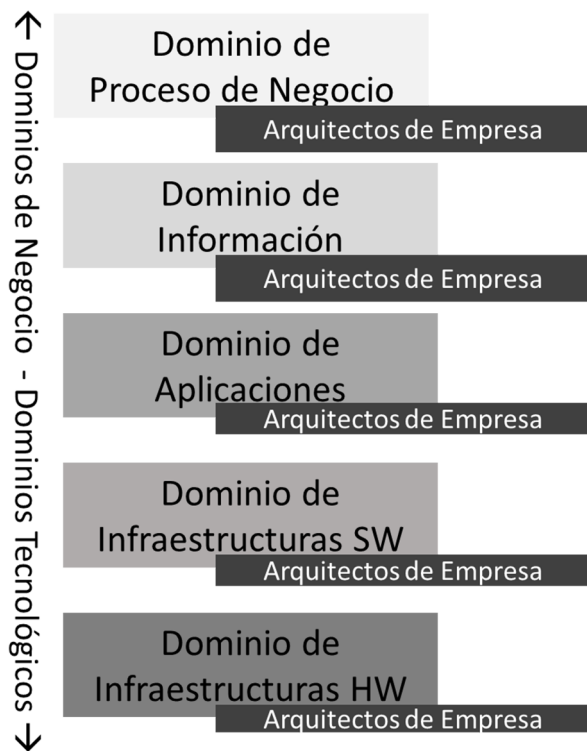 ← Dominios de Negocio - Dominios Tecnológicos →
Dominio de
Proceso de Negocio
Arquitectos de Empresa
Dominio de
Información
Arquitectos de Empresa
Dominio de
Aplicaciones
Arquitectos de Empresa
Dominio de
Infraestructuras SW
Arquitectos de Empresa
Dominio de
Infraestructuras HW
Arquitectos de Empresa